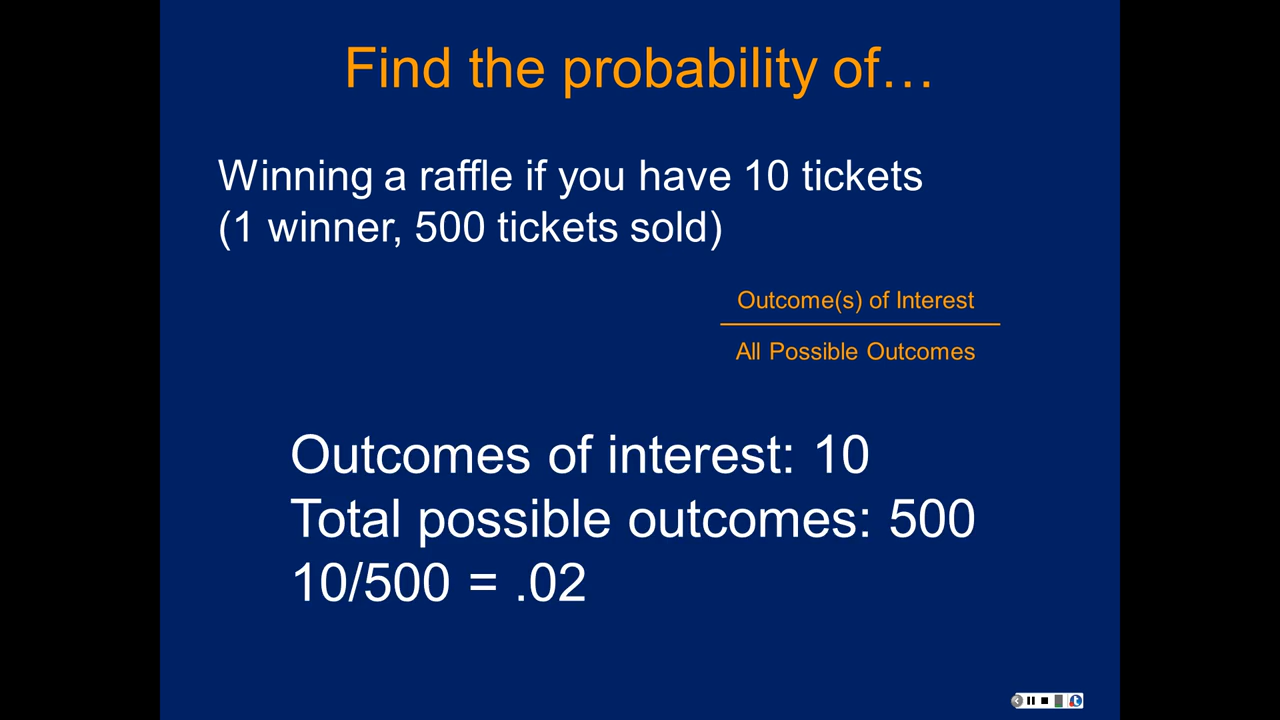 Find the probability of…
Winning a raffle if you have 10 tickets
(1 winner, 500 tickets sold)
Outcome(s) of Interest
All Possible Outcomes
Outcomes of interest: 10
Total possible outcomes: 500
10/500 = .02